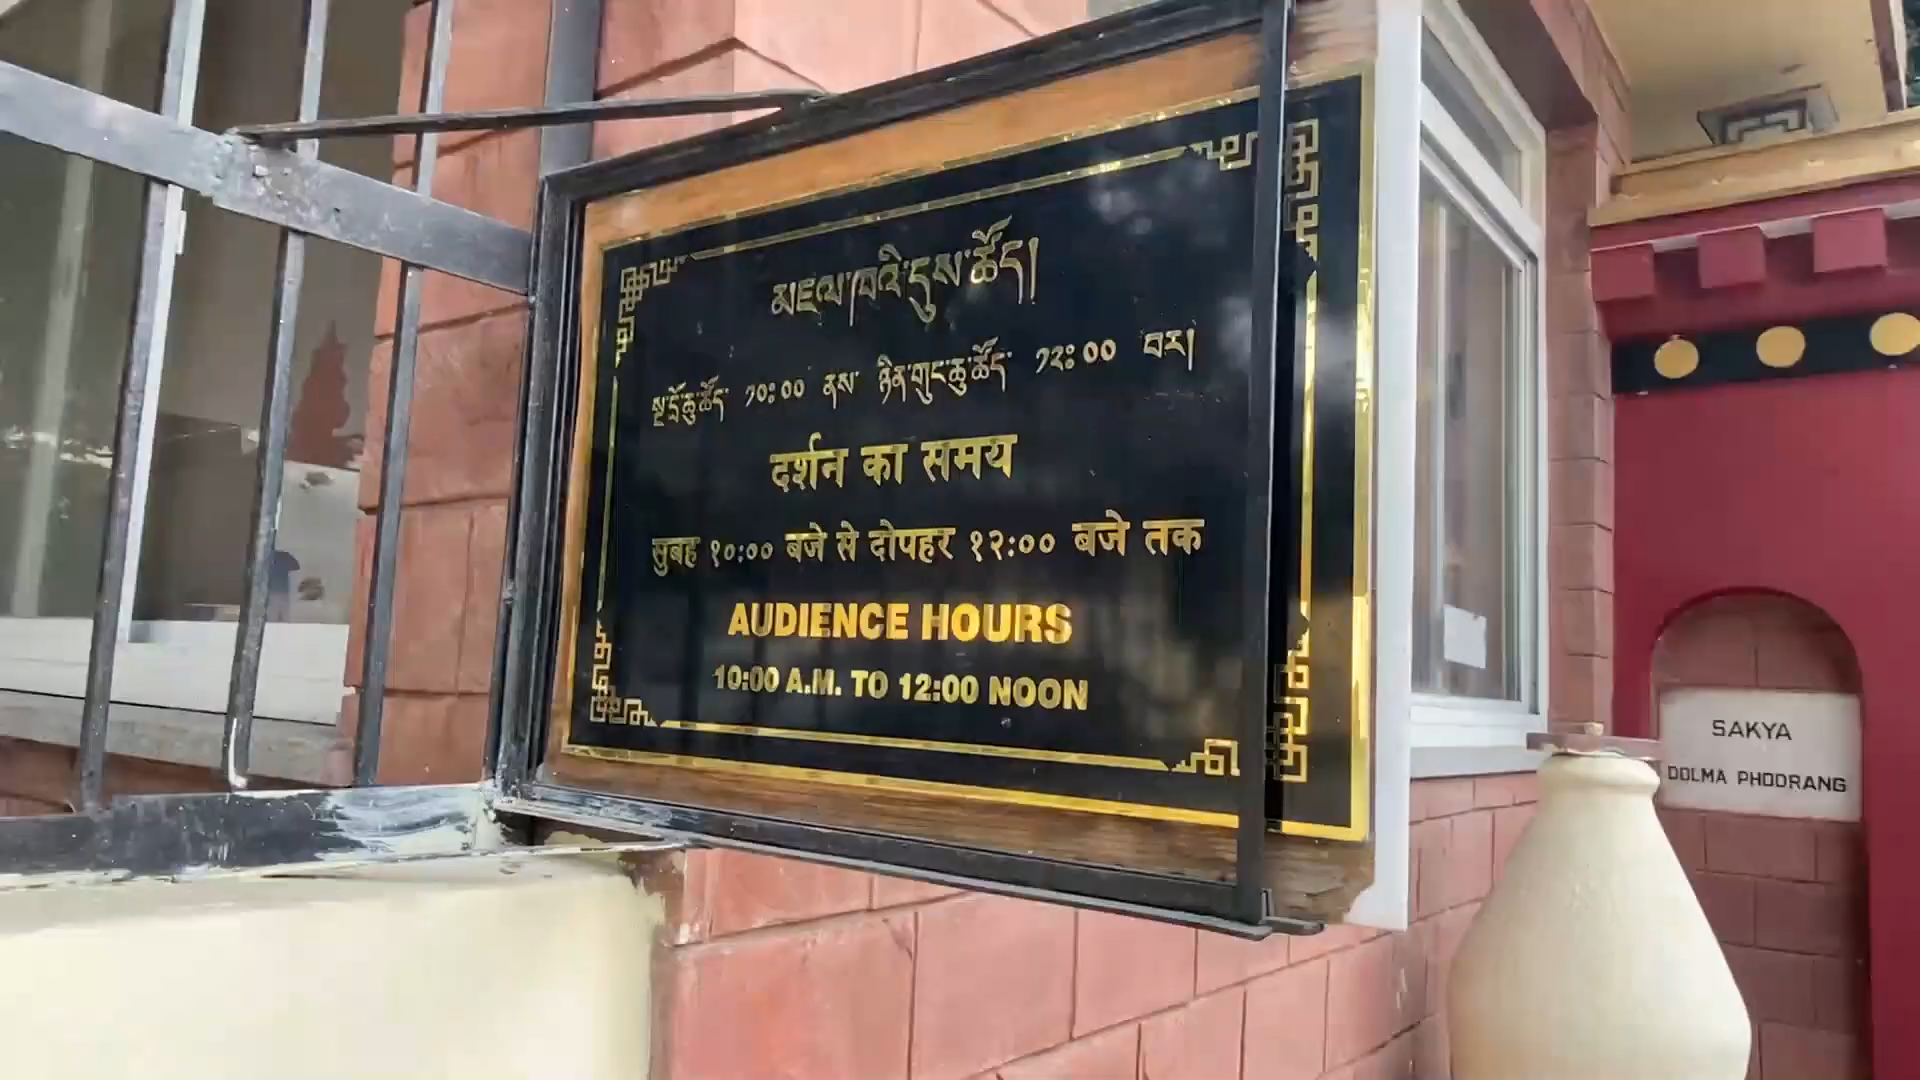 མཇལ་ཁའི་དུས་ཚོད།
སྔ་དྲོ་ཆུ་ཚོད་ ༡༠:༠༠ ནས་ ཉིན་གུང་ཆུ་ཚོད་ ༡༢:༠༠ བར།
दर्शन का समय
सुबह १०:०० बजे से दोपहर १२:०० बजे तक
AUDIENCE HOURS
10:00 A.M. TO 12:00 NOON
SAKYA
DOLMA PHODRANG